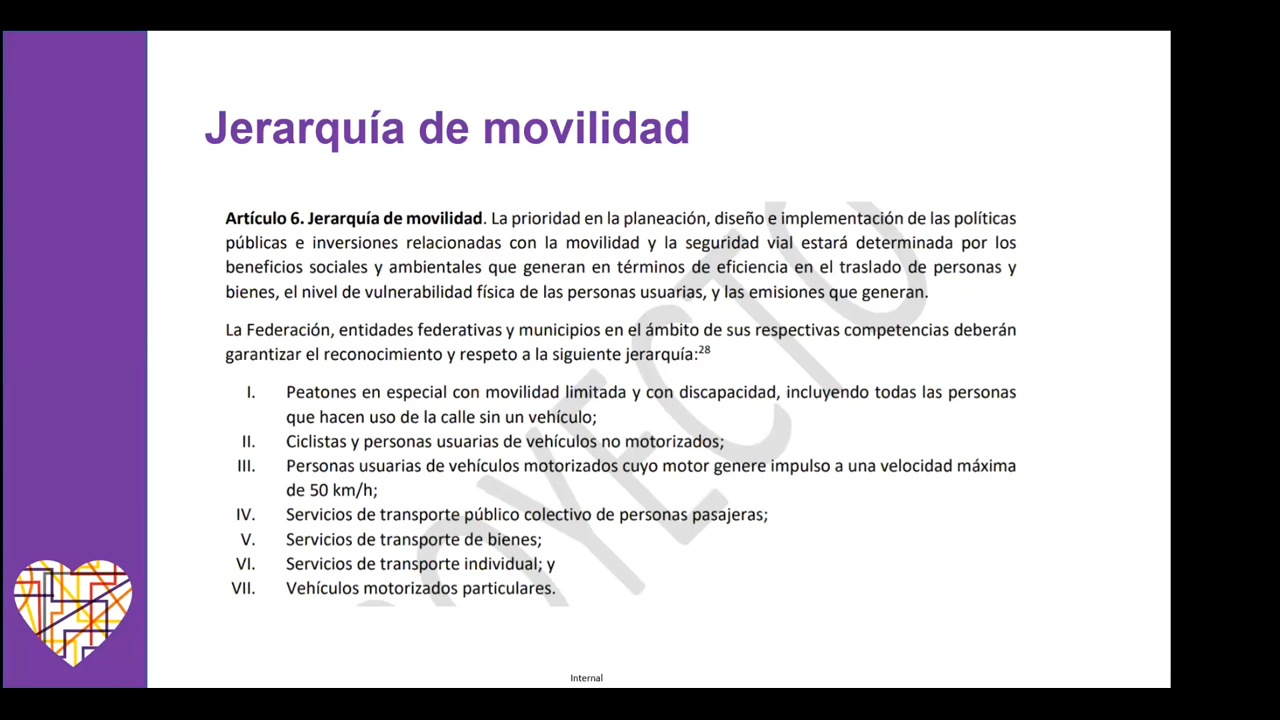 Jerarquía de movilidad
Artículo 6. Jerarquía de movilidad. La prioridad en la planeación, diseño e implementación de las políticas
públicas e inversiones relacionadas con la movilidad y la seguridad vial estará determinada por los
beneficios sociales y ambientales que generan en términos de eficiencia en el traslado de personas y
bienes, el nivel de vulnerabilidad física de las personas usuarias, y las emisiones que generan.
La Federación, entidades federativas y municipios en el ámbito de sus respectivas competencias deberán
garantizar el reconocimiento y respeto a la siguiente jerarquía:28
I. Peatones en especial con movilidad limitada y con discapacidad, incluyendo todas las personas
que hacen uso de la calle sin un vehículo;
II. Ciclistas y personas usuarias de vehículos no motorizados;
III. Personas usuarias de vehículos motorizados cuyo motor genere impulso a una velocidad máxima
de 50 km/h;
IV. Servicios de transporte público colectivo de personas pasajeras;
V. Servicios de transporte de bienes;
VI. Servicios de transporte individual; y
VII. Vehículos motorizados particulares.
OYECTO
Internal